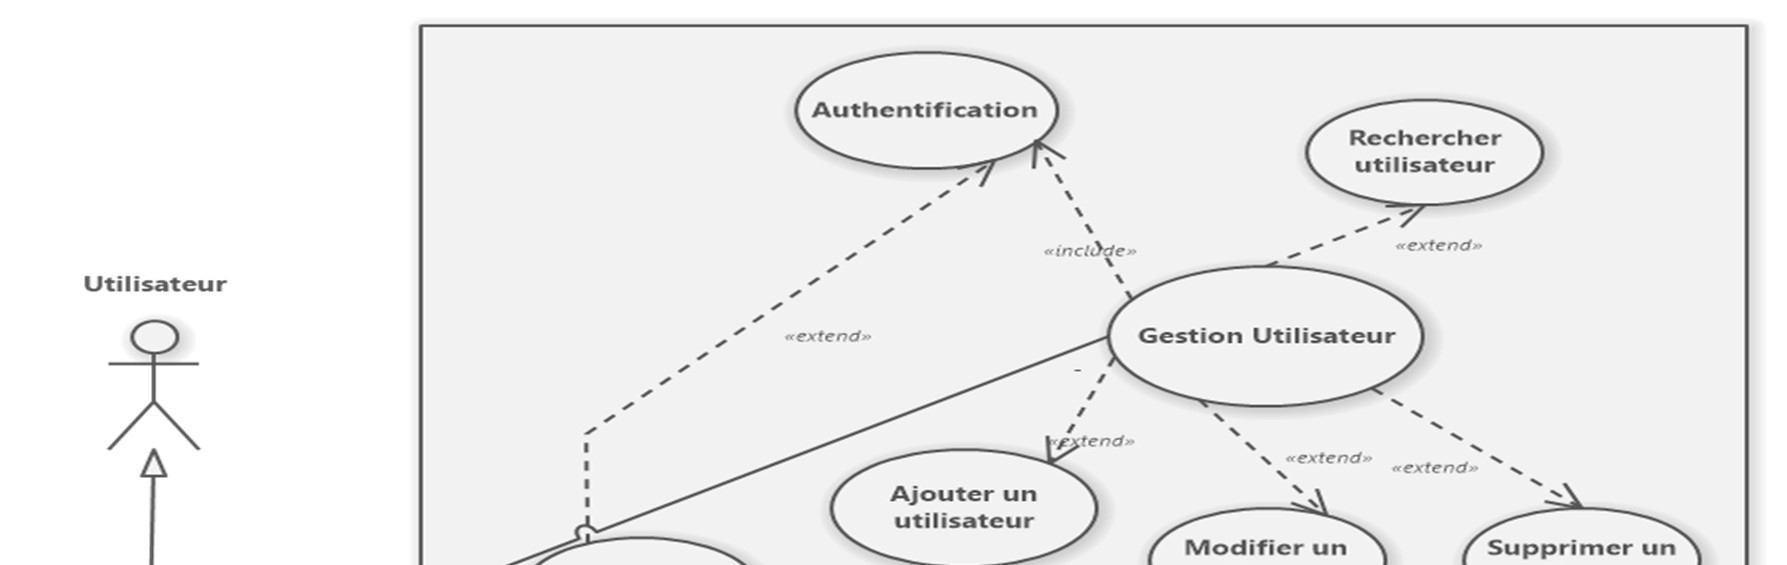 Authentification
Rechercher
utilisateur
«include»
«extend»
Utilisateur
«extend»
Gestion Utilisateur
-
«extend»
«extend»
«extend»
Ajouter un
utilisateur
Modifier un
Supprimer un